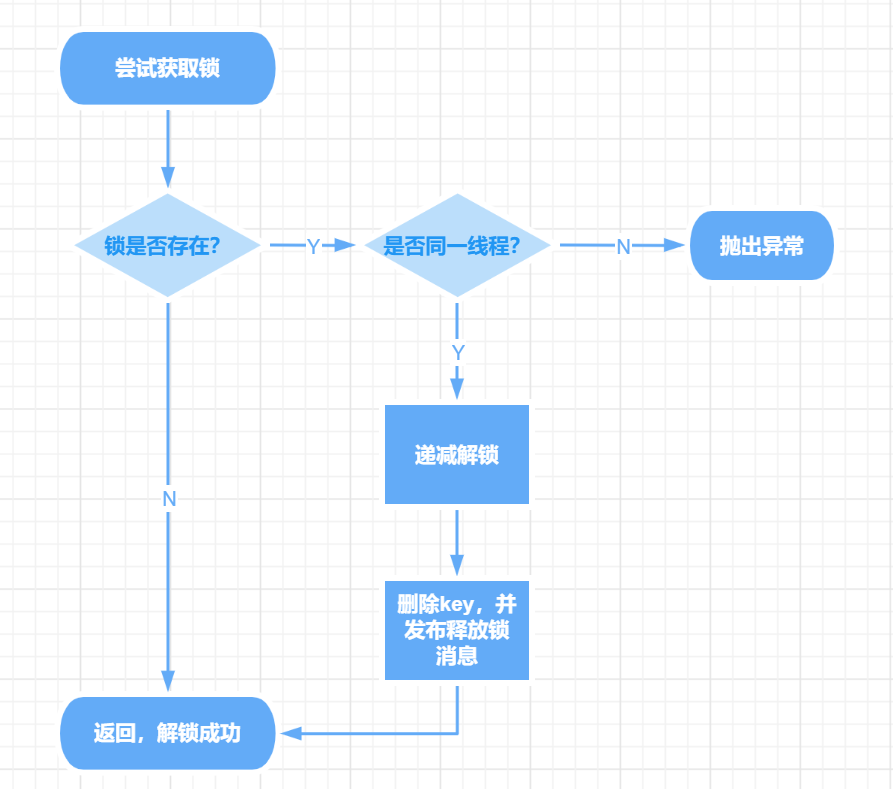 尝试获取锁
锁是否存在？
Y
是否同一线程？
N
抛出异常
Y
递减解锁
N
删除key，并
发布释放锁
消息
返回，解锁成功